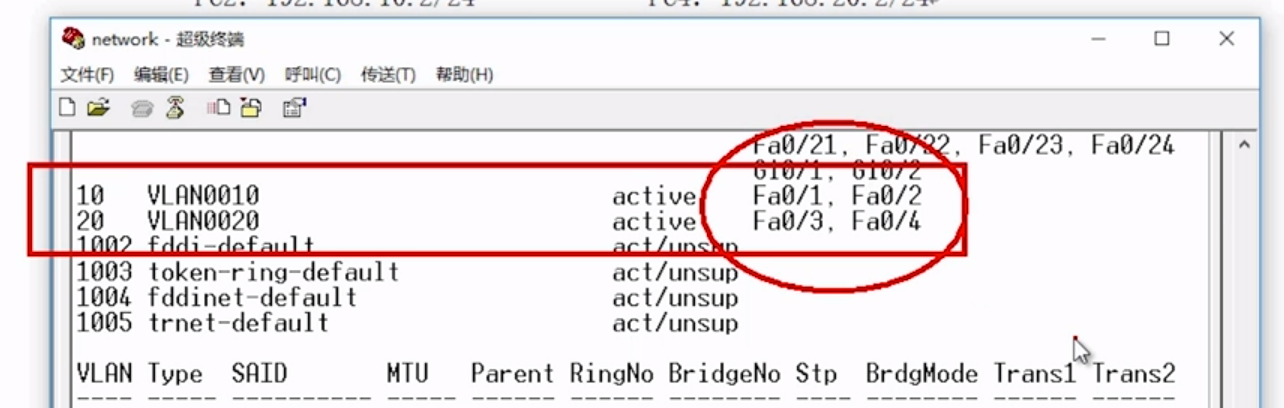 PC2: 192.168.10.2/24 PC4: 192.168.20.2/24
network - 超级终端
文件(F) 编辑(E) 查看(V) 呼叫(C) 传送(T) 帮助(H)
Fa0/21, Fa0/22, Fa0/23, Fa0/24
Gi0/1, Gi0/2
10 VLAN0010 active Fa0/1, Fa0/2
20 VLAN0020 active Fa0/3, Fa0/4
1002 fddi-default act/unsup
1003 token-ring-default act/unsup
1004 fddinet-default act/unsup
1005 trnet-default act/unsup
VLAN Type SAID MTU Parent RingNo BridgeNo Stp BrdgMode Trans1 Trans2
---- ----- ---------- ----- ------ ------ -------- ---- -------- ------ ------